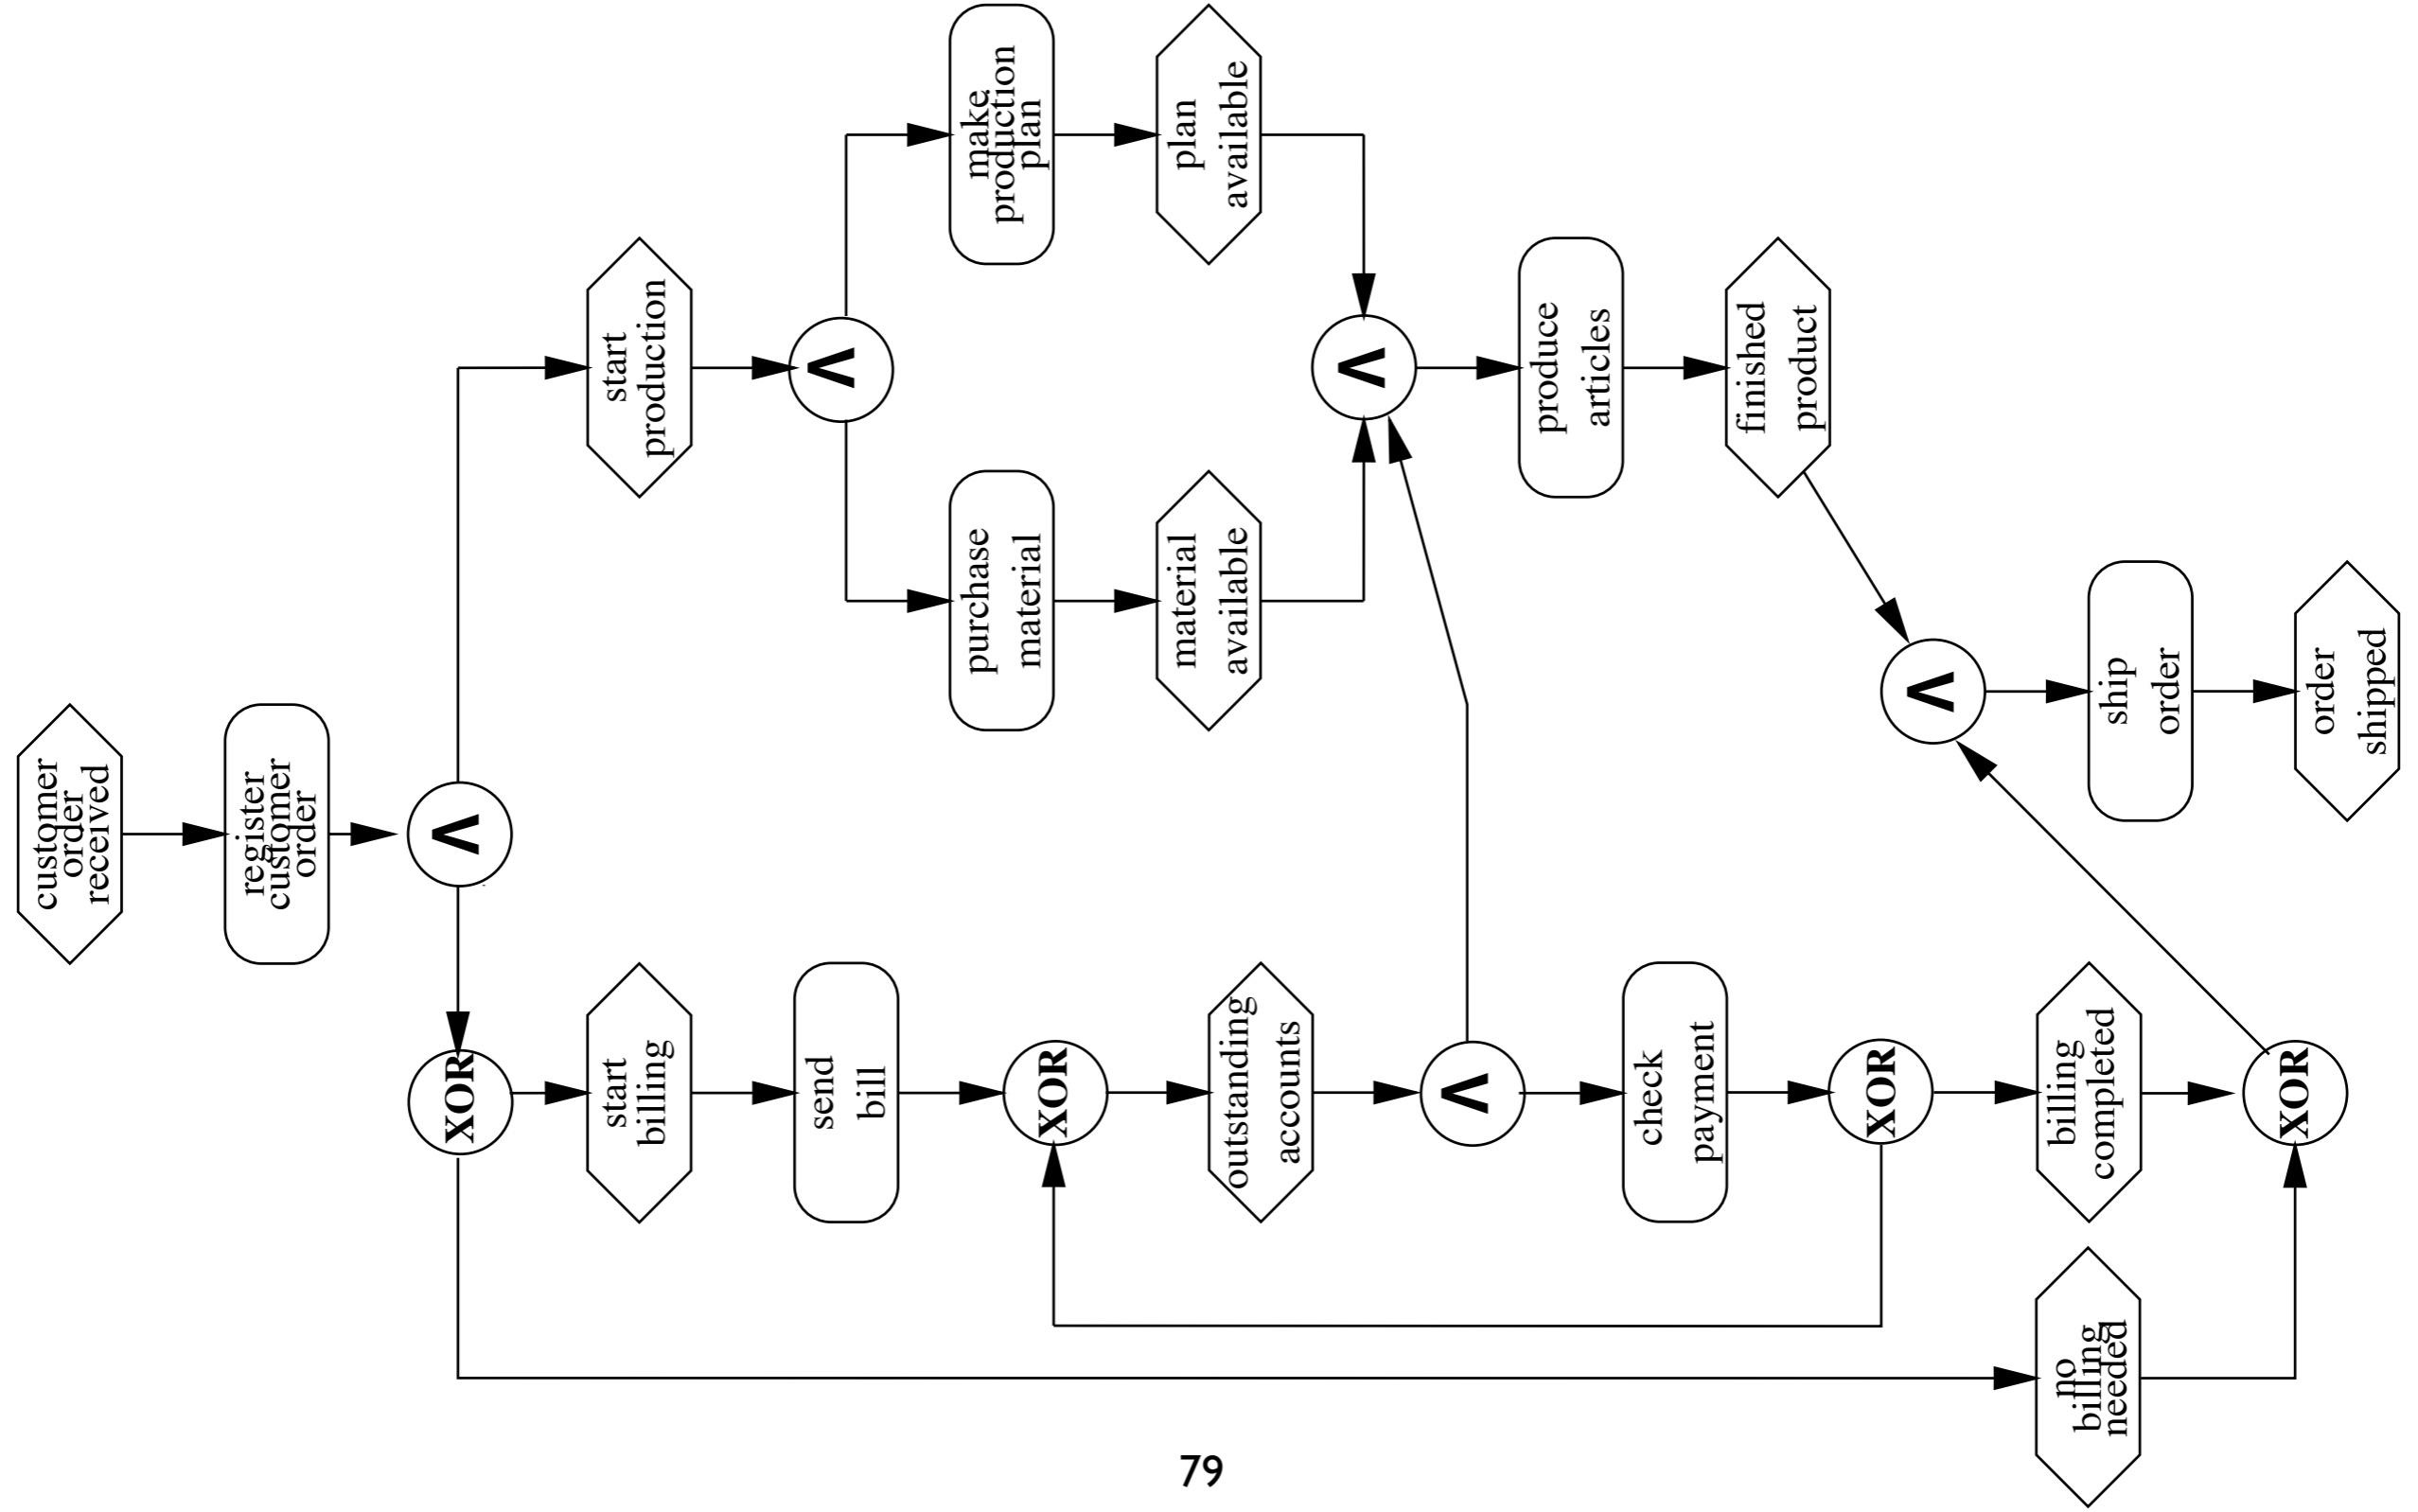 customer
order
received
register
customer
order
∧
XOR
start
production
start
billing
∧
send
bill
make
production
plan
purchase
material
XOR
plan
available
material
available
outstanding
accounts
∧
∧
produce
articles
check
payment
finished
product
XOR
∧
ship
order
billing
completed
no
billing
needed
order
shipped
XOR
79